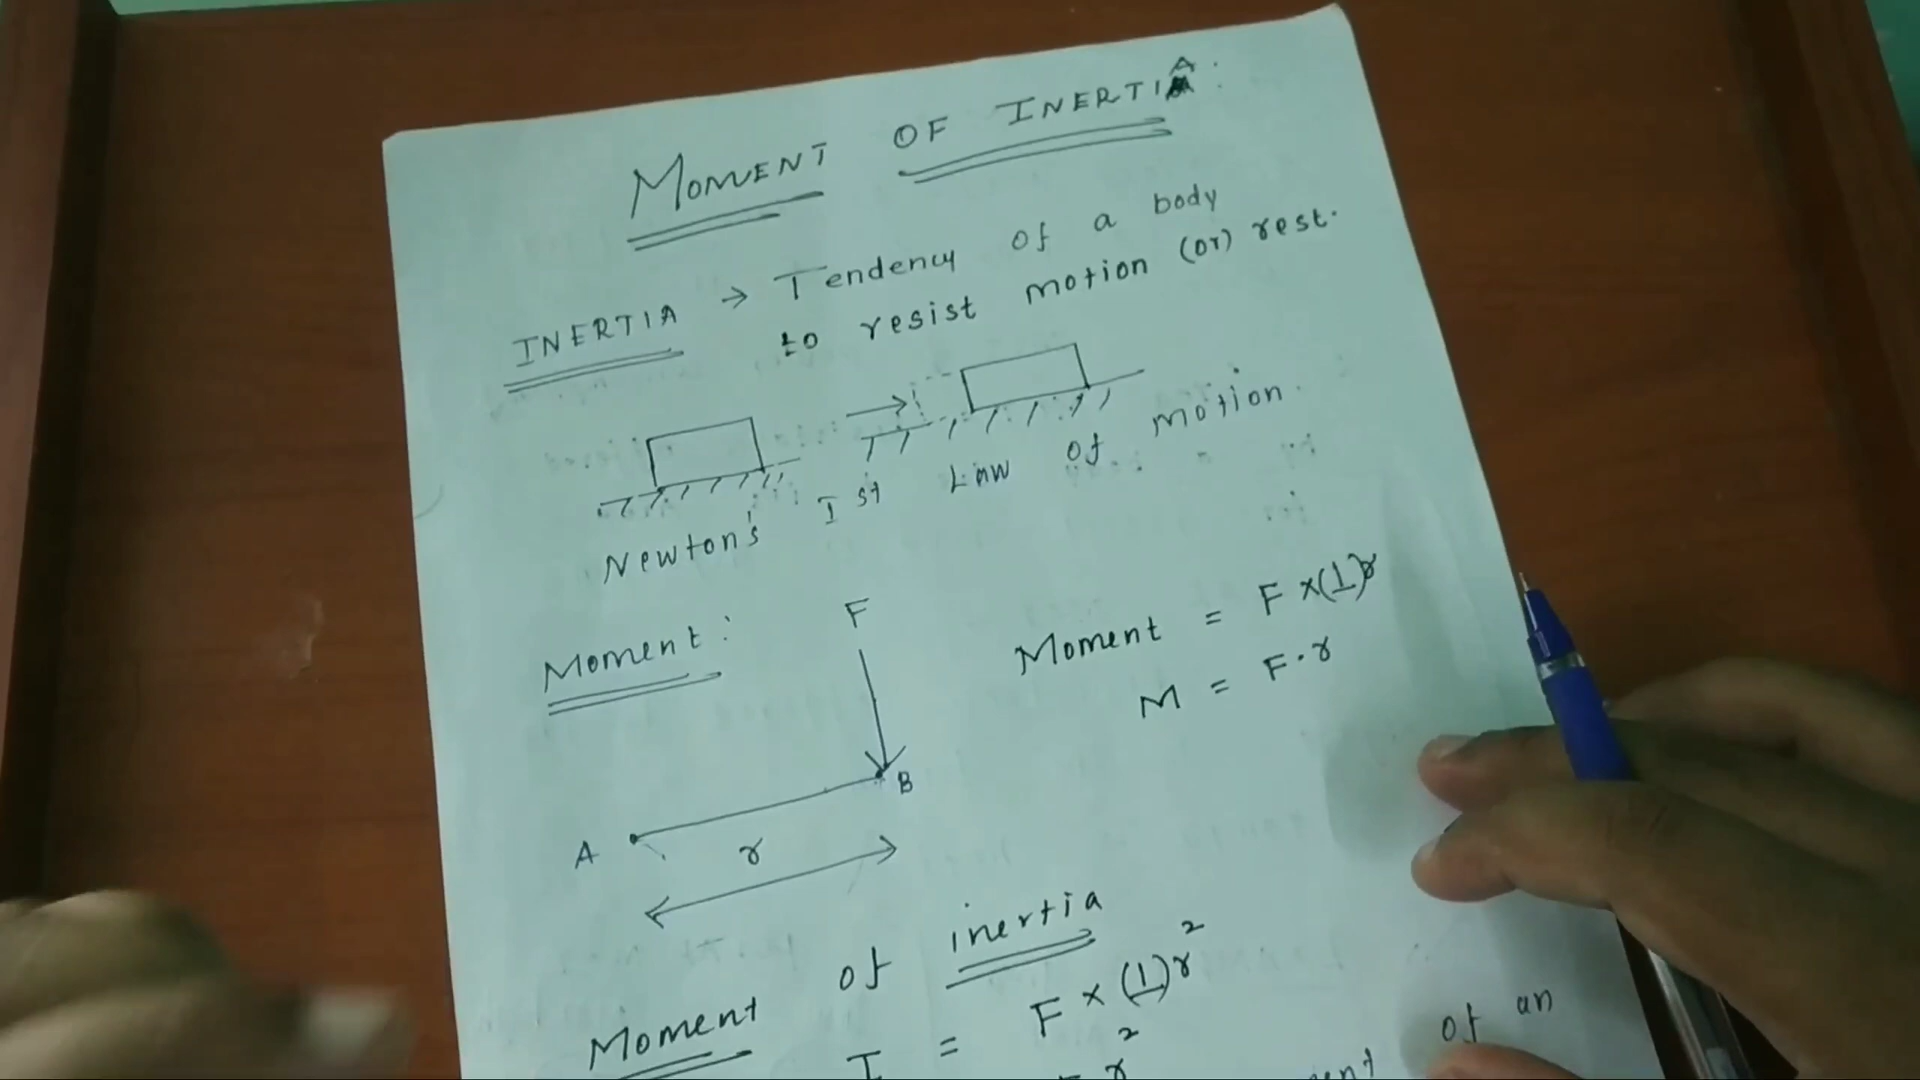 MOMENT OF INERTIA:
INERTIA → Tendency of a body
to resist motion (or) rest.
Newton's Ist Law of motion.
Moment:
F
Moment = F ×(⊥)r
M = F·r
A
B
r
Moment of inertia
I = F × (⊥)r²
r²
of an